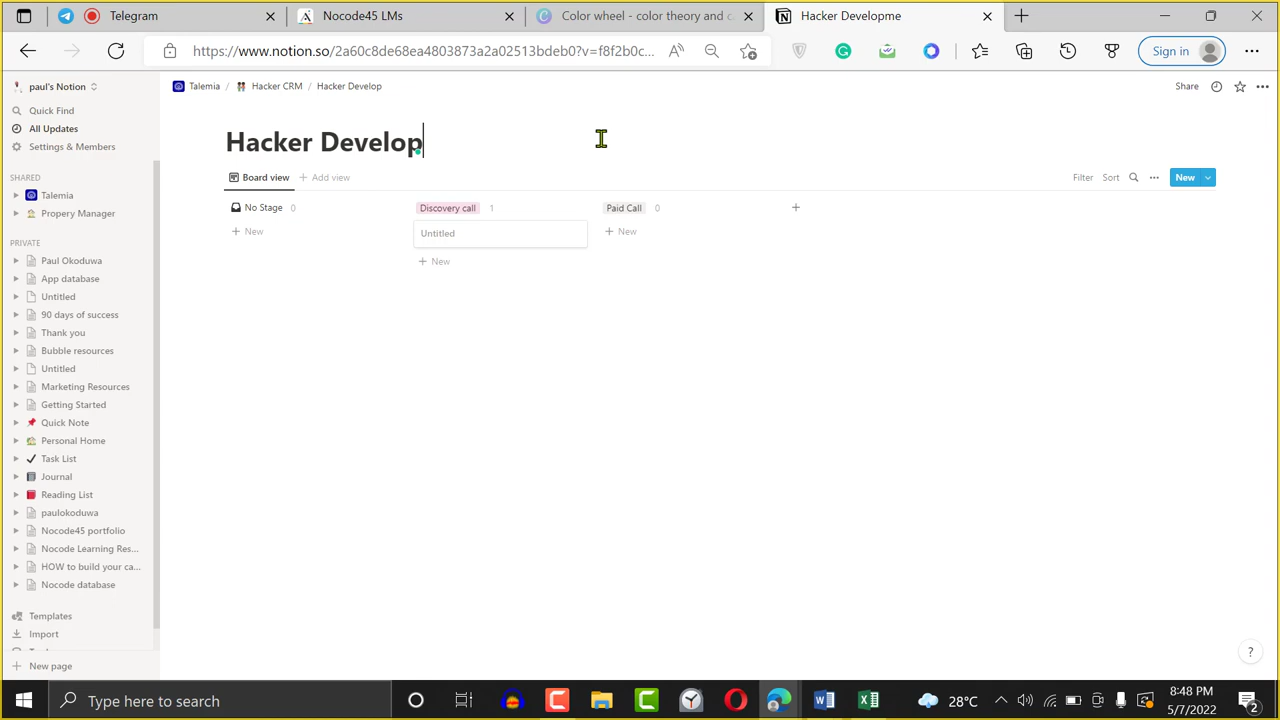 Telegram
Nocode45 LMs
Color wheel - color theory and c
Hacker Developme
https://www.notion.so/2a60c8de68ea4803873a2a02513bdeb0?v=f8f2b0c...
Sign in
paul's Notion
Talemia / Hacker CRM / Hacker Develop
Share
Quick Find
All Updates
Settings & Members
Hacker Develop
Board view
Add view
Filter
Sort
New
SHARED
Talemia
Propery Manager
No Stage 0
Discovery call 1
Paid Call 0
New
Untitled
New
New
PRIVATE
Paul Okoduwa
App database
Untitled
90 days of success
Thank you
Bubble resources
Untitled
Marketing Resources
Getting Started
Quick Note
Personal Home
Task List
Journal
Reading List
paulokoduwa
Nocode45 portfolio
Nocode Learning Res...
HOW to build your ca...
Nocode database
Templates
Import
New page
?
Type here to search
28°C
8:48 PM
5/7/2022
2